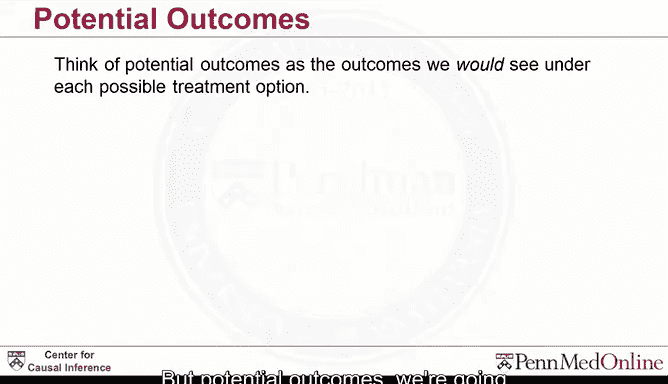 Potential Outcomes
Think of potential outcomes as the outcomes we would see under
each possible treatment option.
Center for
Causal Inference
PennMedOnline
But potential outcomes, we're going